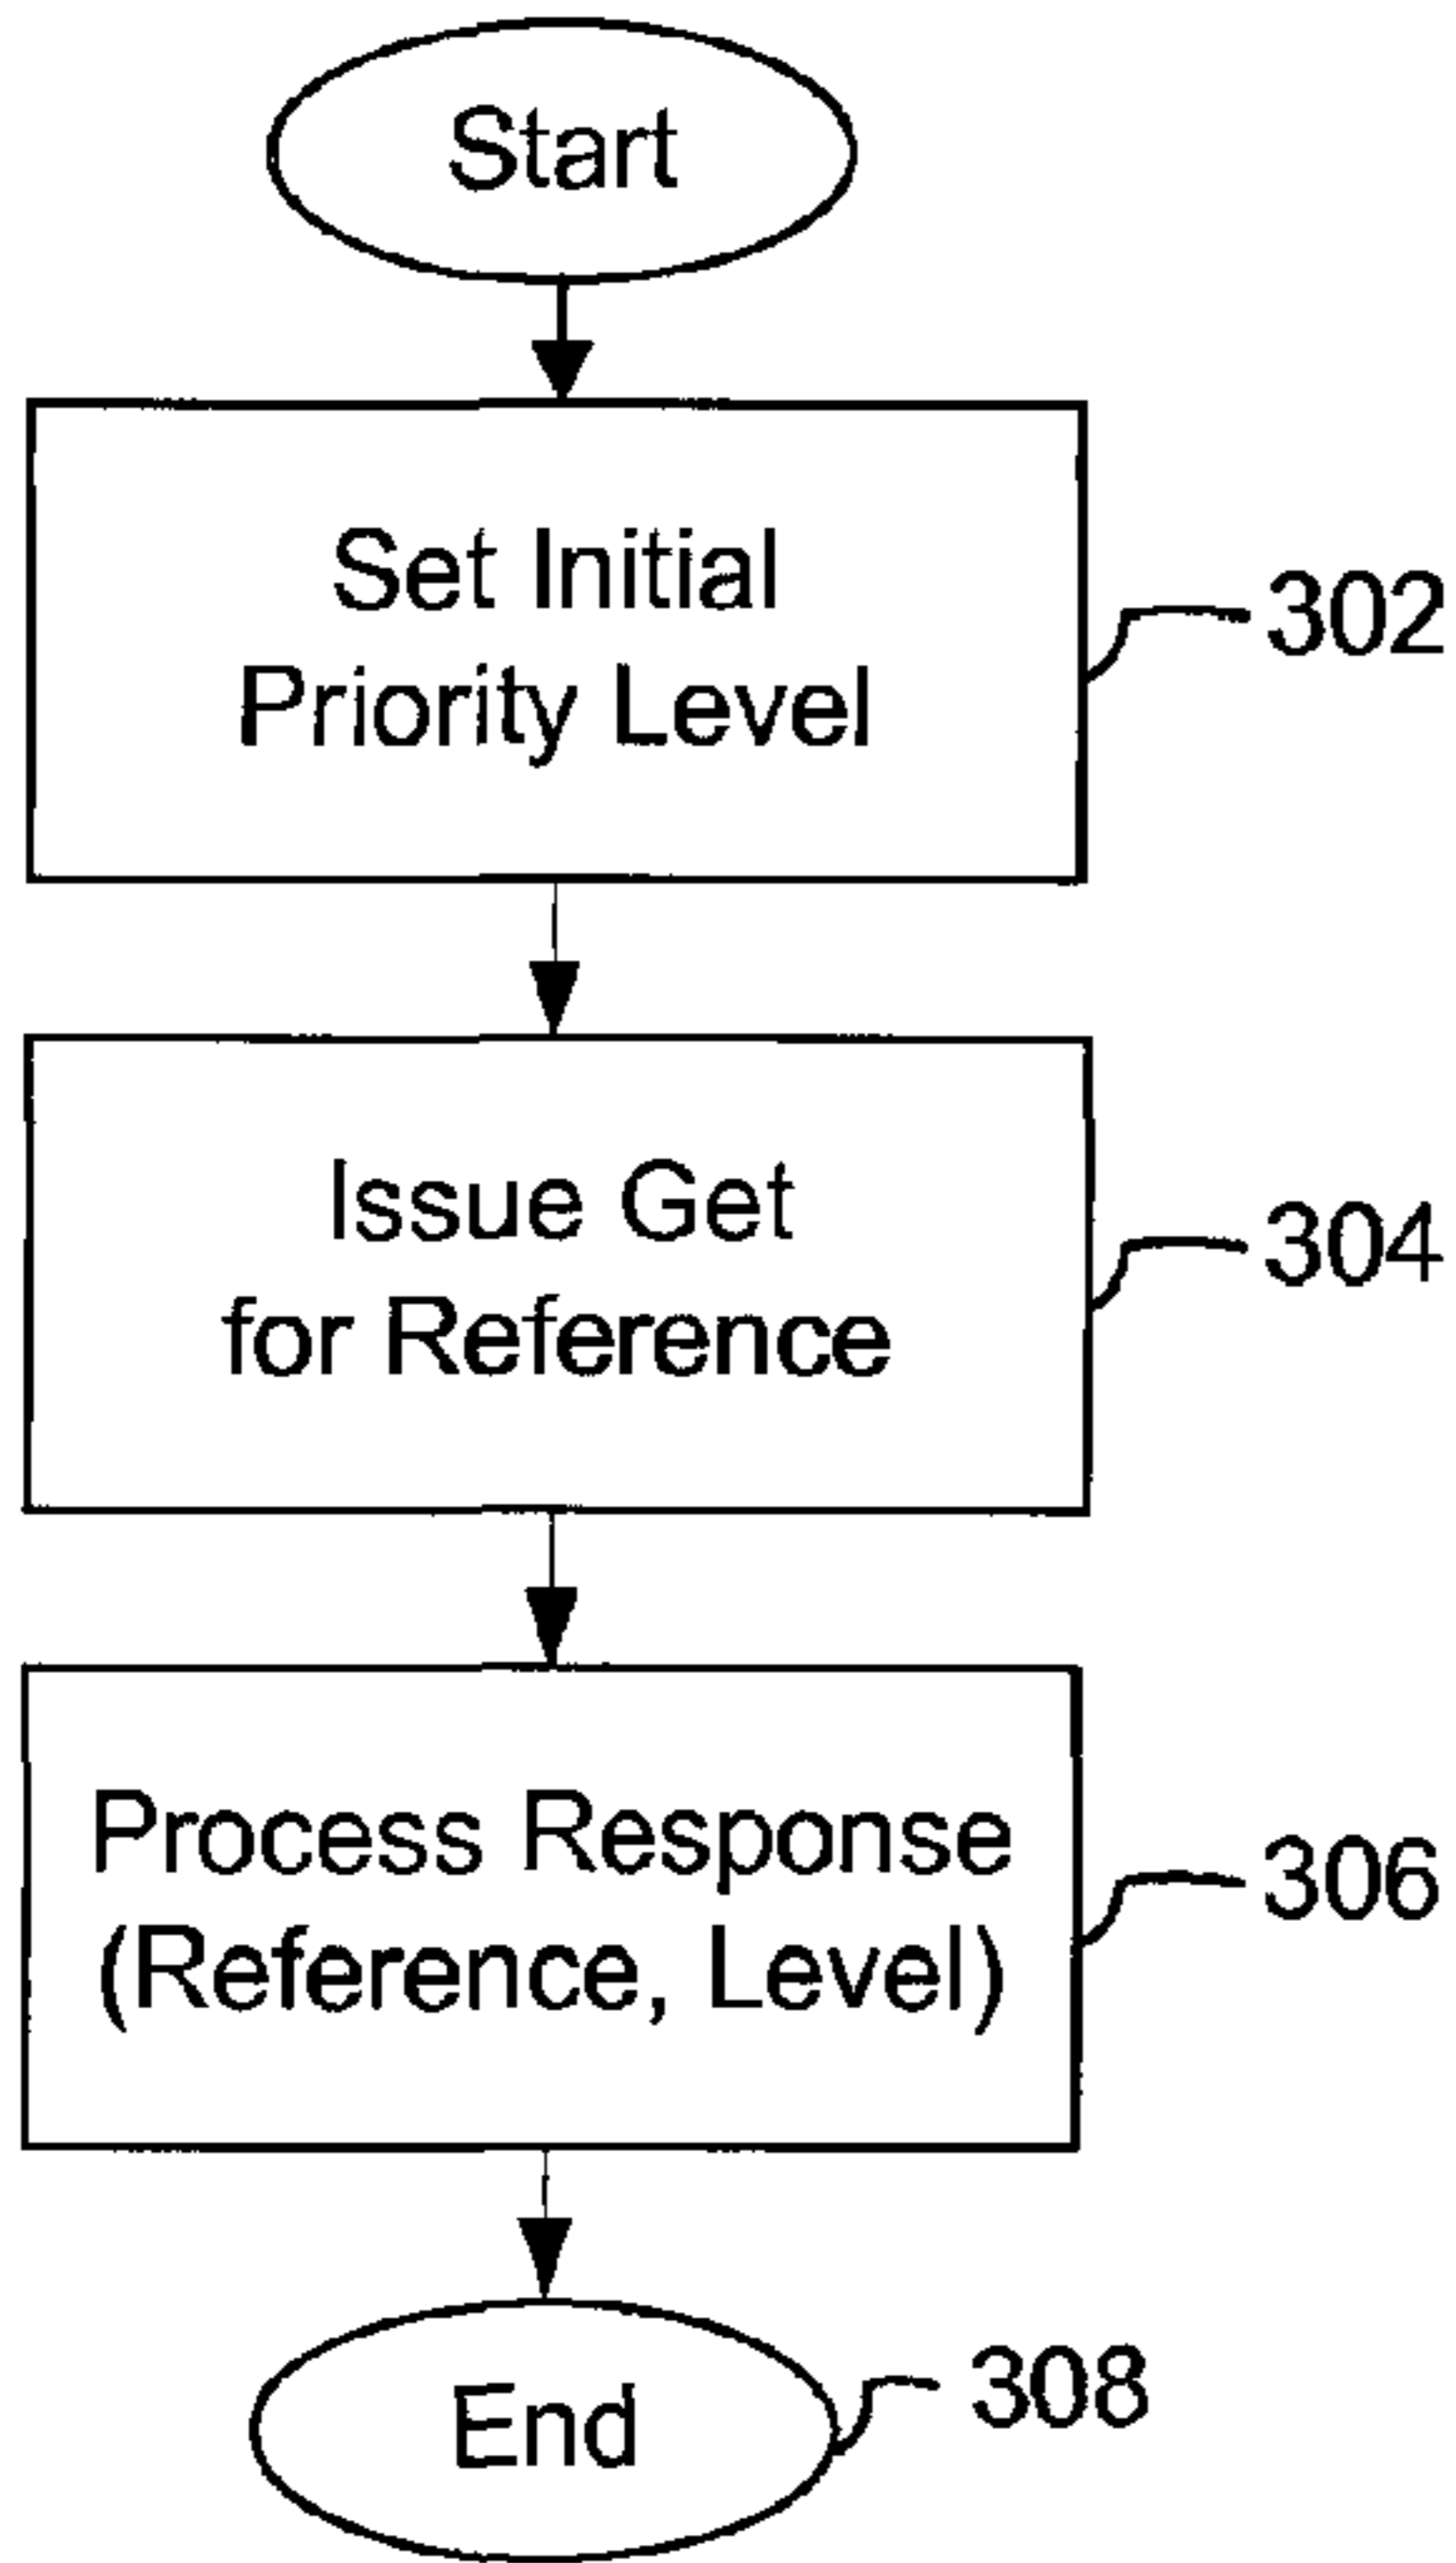 Start
Set Initial
Priority Level
302
Issue Get
for Reference
304
Process Response
(Reference, Level)
306
End
308